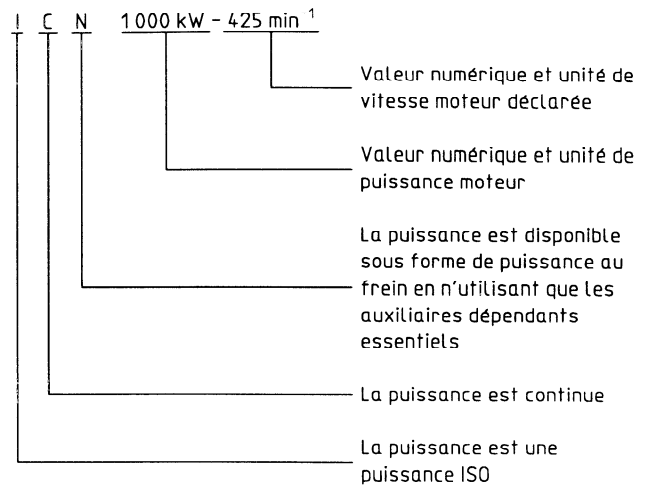 I C N 1000 kW - 425 min 1
Valeur numérique et unité de
vitesse moteur déclarée
Valeur numérique et unité de
puissance moteur
La puissance est disponible
sous forme de puissance au
frein en n'utilisant que les
auxiliaires dépendants
essentiels
La puissance est continue
La puissance est une
puissance ISO